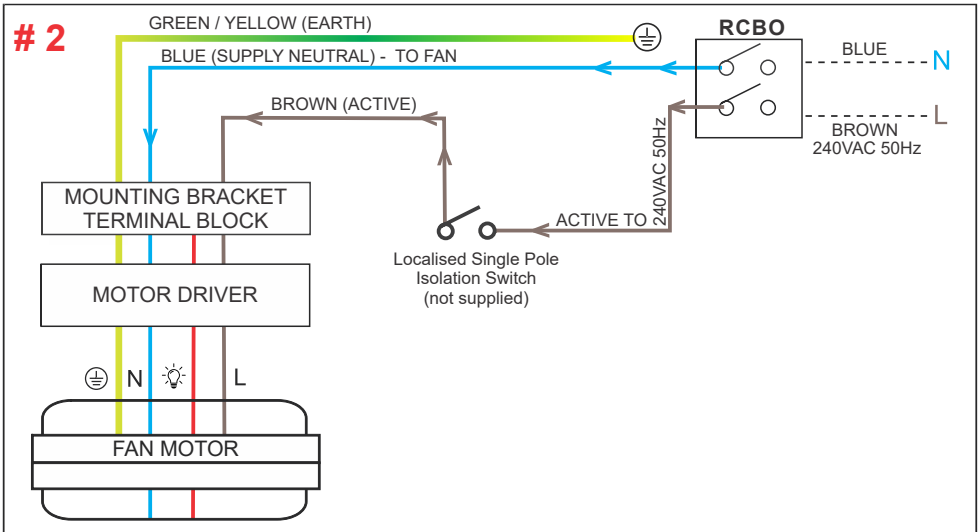 # 2
GREEN / YELLOW (EARTH)
RCBO
BLUE (SUPPLY NEUTRAL) - TO FAN
BLUE
N
BROWN (ACTIVE)
L
BROWN
240VAC 50Hz
240VAC 50Hz
MOUNTING BRACKET
TERMINAL BLOCK
ACTIVE TO
Localised Single Pole
Isolation Switch
(not supplied)
MOTOR DRIVER
N
L
FAN MOTOR